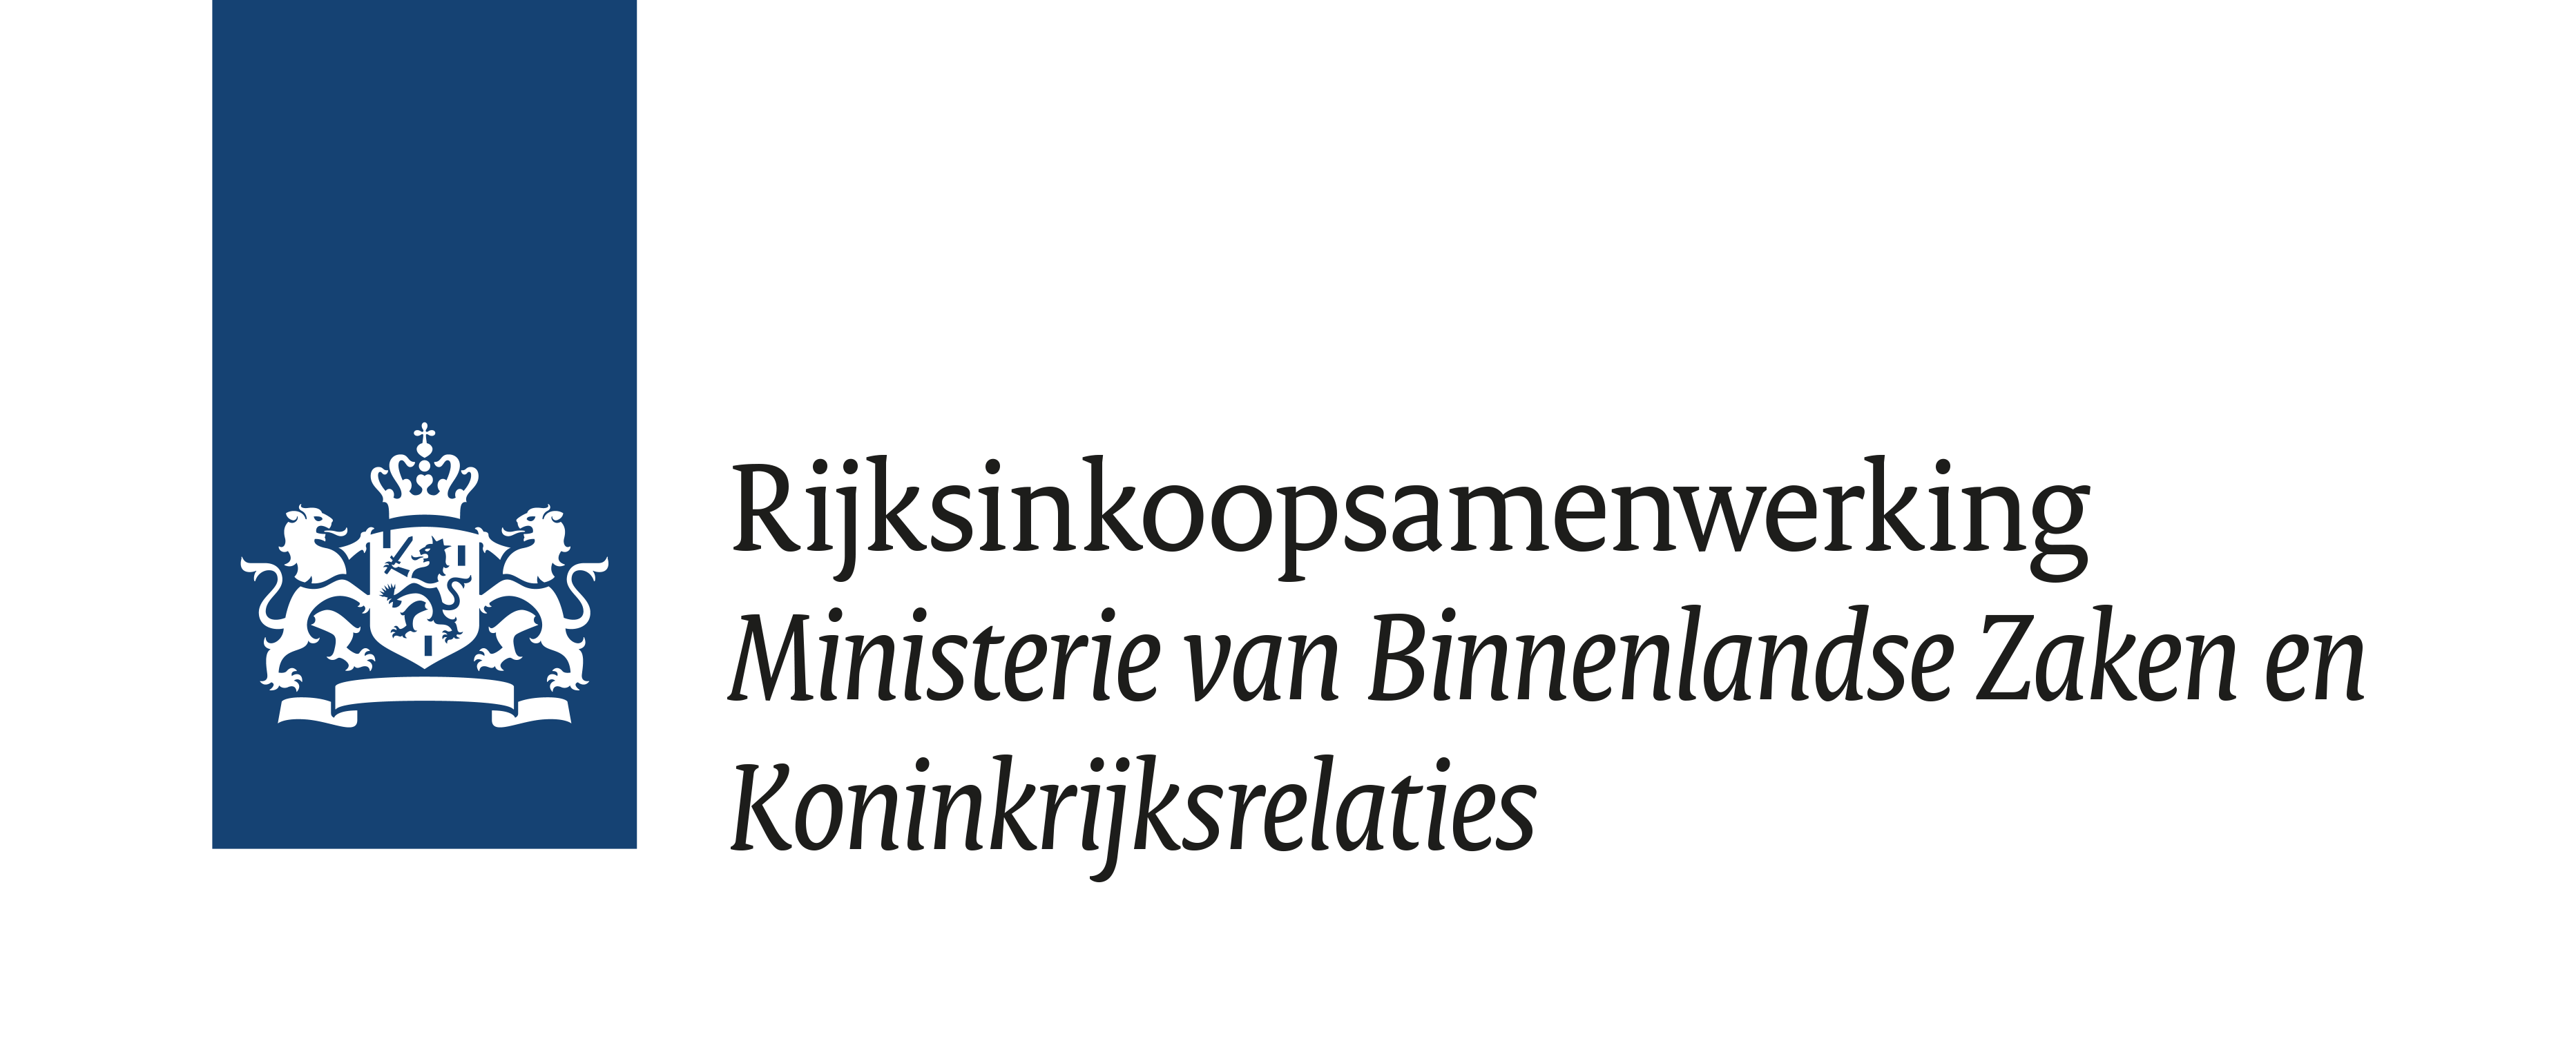 Rijksinkoopsamenwerking
Ministerie van Binnenlandse Zaken en
Koninkrijksrelaties